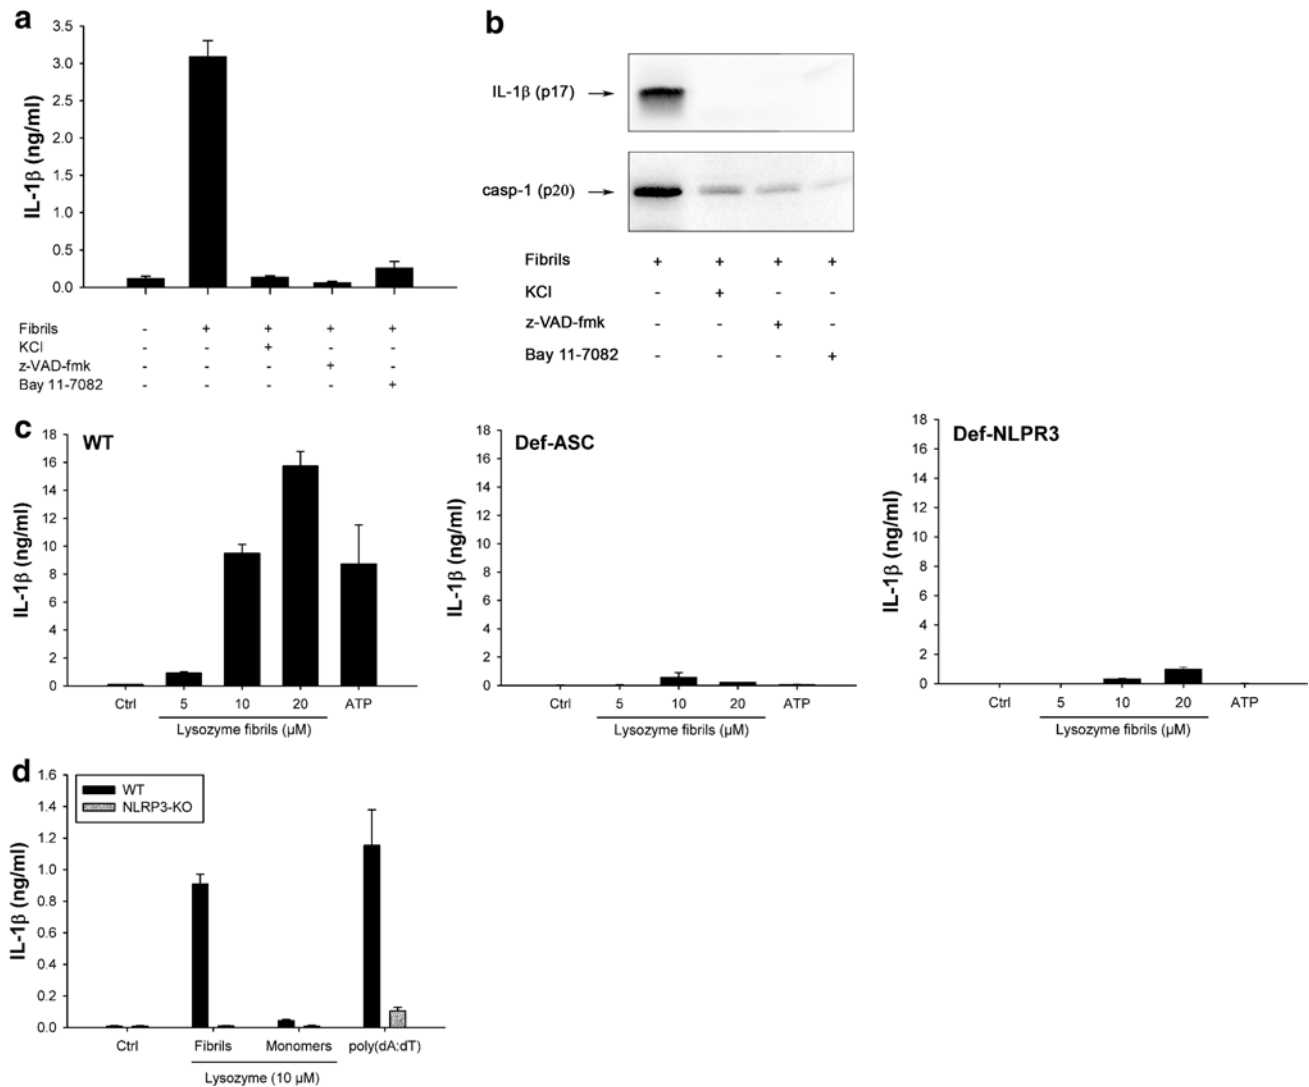 a
3.5
3.0
2.5
2.0
1.5
1.0
0.5
0.0
IL-1β (ng/ml)
Fibrils - + + + +
KCl - - + - -
z-VAD-fmk - - - + -
Bay 11-7082 - - - - +
b
IL-1β (p17)
casp-1 (p20)
Fibrils + + + +
KCl - + - -
z-VAD-fmk - - + -
Bay 11-7082 - - - +
c
WT
18
16
14
12
10
8
6
4
2
0
IL-1β (ng/ml)
Ctrl 5 10 20 ATP
Lysozyme fibrils (µM)
Def-ASC
18
16
14
12
10
8
6
4
2
0
IL-1β (ng/ml)
Ctrl 5 10 20 ATP
Lysozyme fibrils (µM)
Def-NLPR3
18
16
14
12
10
8
6
4
2
0
IL-1β (ng/ml)
Ctrl 5 10 20 ATP
Lysozyme fibrils (µM)
d
1.6
1.4
1.2
1.0
0.8
0.6
0.4
0.2
0.0
IL-1β (ng/ml)
WT
NLRP3-KO
Ctrl Fibrils Monomers poly(dA:dT)
Lysozyme (10 µM)